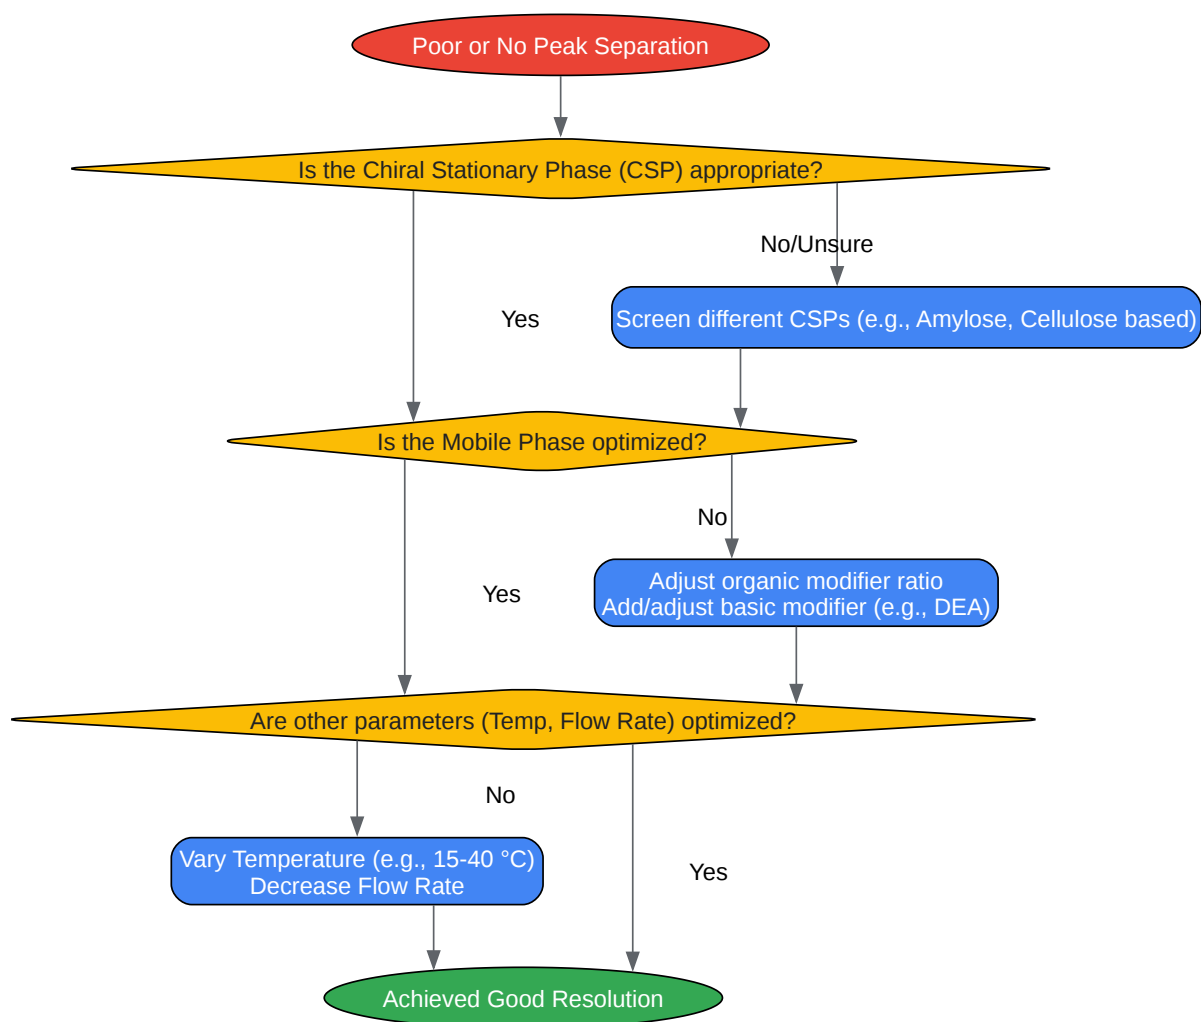 Poor or No Peak Separation
Is the Chiral Stationary Phase (CSP) appropriate?
No/Unsure
Yes
Screen different CSPs (e.g., Amylose, Cellulose based)
Is the Mobile Phase optimized?
No
Yes
Adjust organic modifier ratio
Add/adjust basic modifier (e.g., DEA)
Are other parameters (Temp, Flow Rate) optimized?
No
Vary Temperature (e.g., 15-40 °C)
Decrease Flow Rate
Yes
Achieved Good Resolution